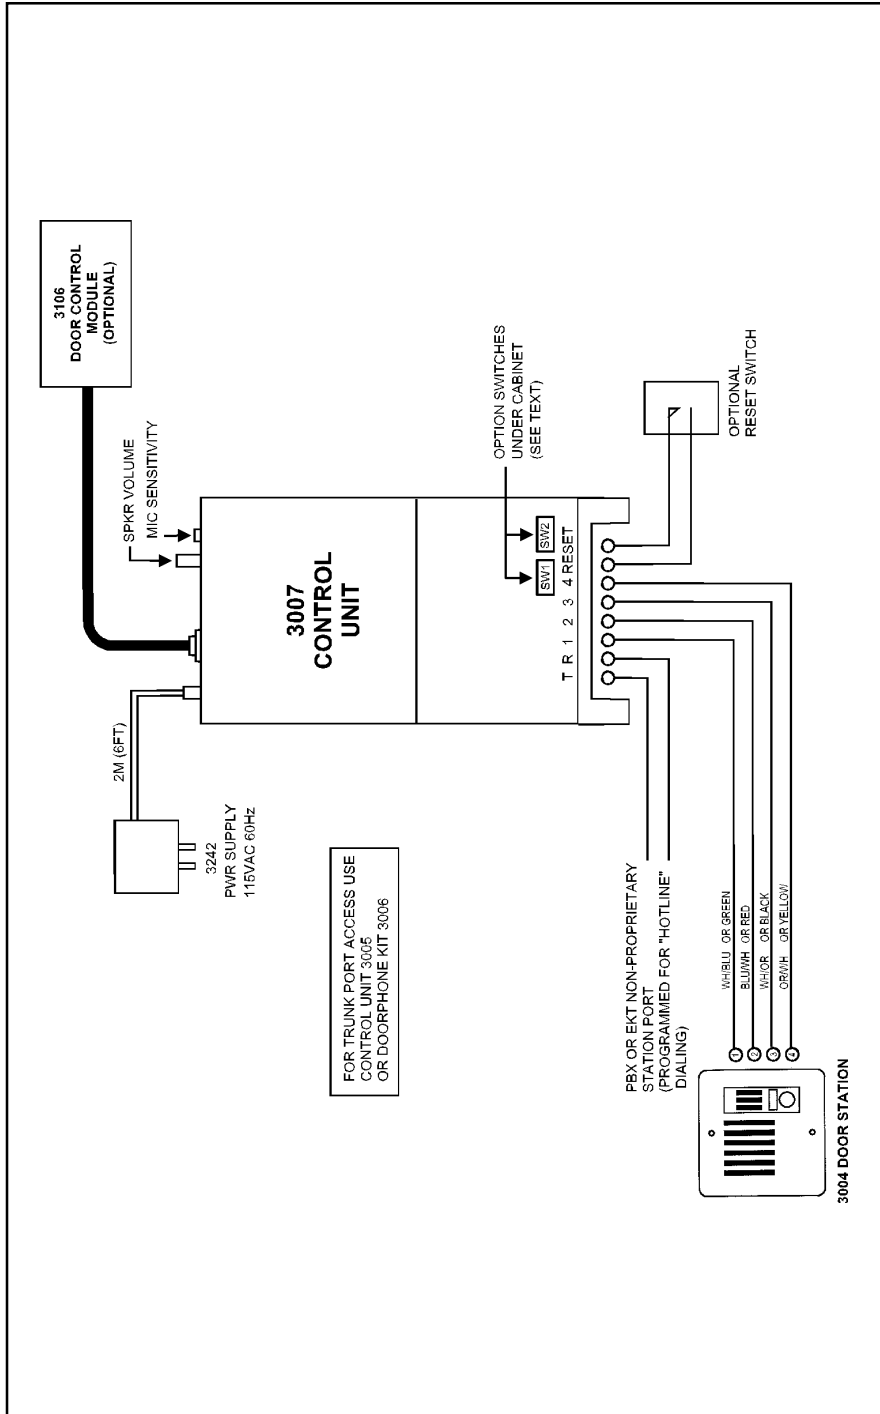 3106
DOOR CONTROL
MODULE
(OPTIONAL)
SPKR VOLUME
MIC SENSITIVITY
2M (6FT)
3242
PWR SUPPLY
115VAC 60Hz
3007
CONTROL
UNIT
OPTION SWITCHES
UNDER CABINET
(SEE TEXT)
SW1
SW2
T R 1 2 3 4 RESET
OPTIONAL
RESET SWITCH
FOR TRUNK PORT ACCESS USE
CONTROL UNIT 3005
OR DOORPHONE KIT 3006
PBX OR EKT NON-PROPRIETARY
STATION PORT
(PROGRAMMED FOR "HOTLINE"
DIALING)
WH/BLU OR GREEN
BLU/WH OR RED
WH/OR OR BLACK
OR/WH OR YELLOW
1
2
3
4
3004 DOOR STATION